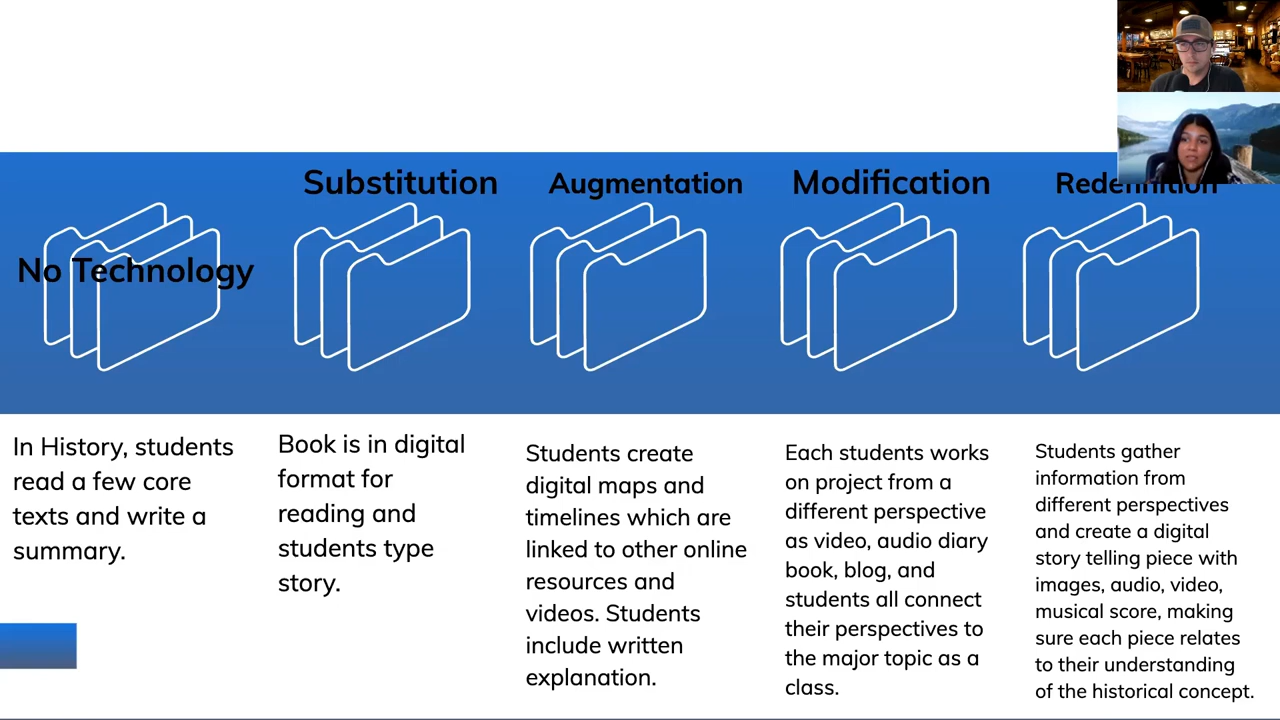 Substitution
Augmentation
Modification
Redefinition
No Technology
In History, students
read a few core
texts and write a
summary.
Book is in digital
format for
reading and
students type
story.
Students create
digital maps and
timelines which are
linked to other online
resources and
videos. Students
include written
explanation.
Each students works
on project from a
different perspective
as video, audio diary
book, blog, and
students all connect
their perspectives to
the major topic as a
class.
Students gather
information from
different perspectives
and create a digital
story telling piece with
images, audio, video,
musical score, making
sure each piece relates
to their understanding
of the historical concept.